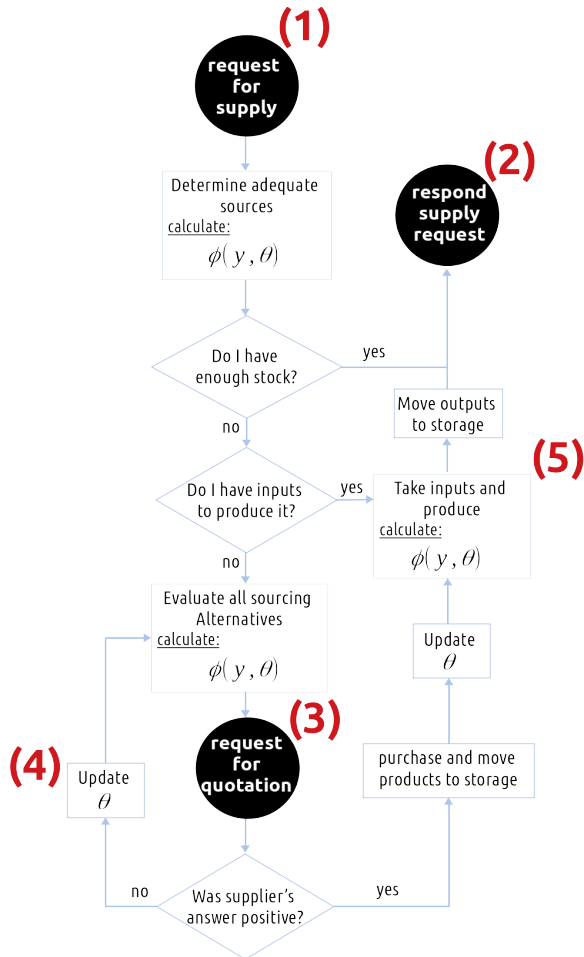 (1)
request
for
supply
Determine adequate
sources
calculate:
ϕ( y , θ)
(2)
respond
supply
request
Do I have
enough stock?
yes
no
Move outputs
to storage
(5)
Do I have inputs
to produce it?
yes
no
Take inputs and
produce
calculate:
ϕ( y , θ)
Evaluate all sourcing
Alternatives
calculate:
ϕ( y , θ)
Update
θ
(3)
request
for
quotation
(4)
Update
θ
purchase and move
products to storage
Was supplier's
answer positive?
no
yes